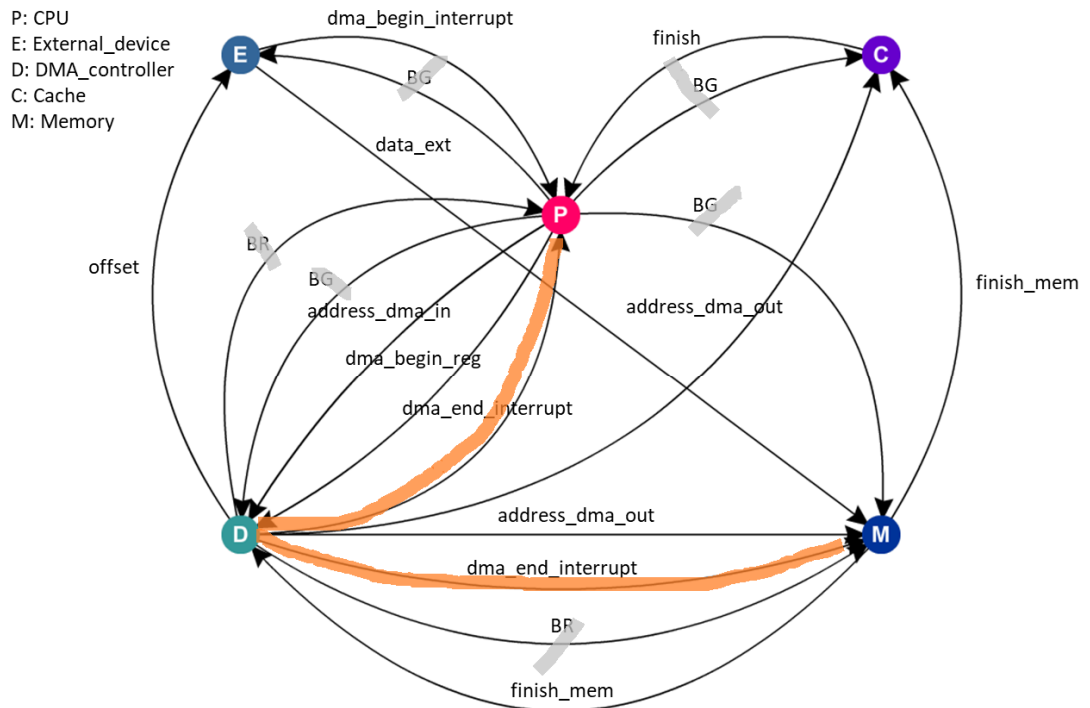 P: CPU
E: External_device
D: DMA_controller
C: Cache
M: Memory
dma_begin_interrupt
finish
E
C
BG
BG
data_ext
P
BG
BR
offset
BG
address_dma_in
address_dma_out
finish_mem
dma_begin_reg
dma_end_interrupt
address_dma_out
D
M
dma_end_interrupt
BR
finish_mem